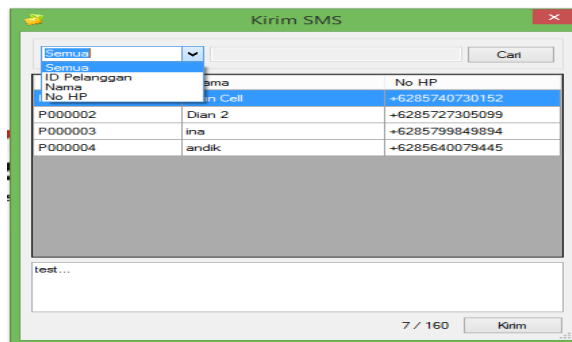 Kirim SMS
Semua
Cari
Semua
ID Pelanggan
Nama
No HP
No HP
Cell
+6285740730152
P000002 Dian 2 +6285727305099
P000003 ina +6285799849894
P000004 andik +6285640079445
test...
7 / 160 Kirim